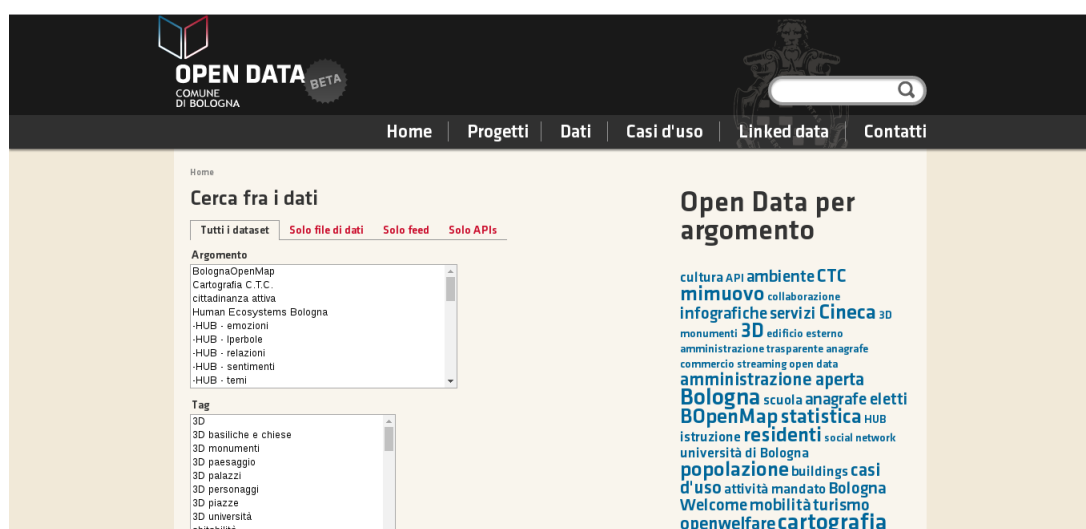 OPEN DATA
BETA
COMUNE
DI BOLOGNA
Home
Progetti
Dati
Casi d'uso
Linked data
Contatti
Home
Cerca fra i dati
Tutti i dataset
Solo file di dati
Solo feed
Solo APIs
Argomento
BolognaOpenMap
Cartografia C.T.C.
cittadinanza attiva
Human Ecosystems Bologna
-HUB - emozioni
-HUB - Iperbole
-HUB - relazioni
-HUB - sentimenti
-HUB - temi
Tag
3D
3D basiliche e chiese
3D monumenti
3D paesaggio
3D palazzi
3D personaggi
3D piazze
3D università
Open Data per
argomento
cultura API ambiente CTC
mimuovo collaborazione
infografiche servizi Cineca 3D
monumenti 3D edificio esterno
amministrazione trasparente anagrafe
commercio streaming open data
amministrazione aperta
Bologna scuola anagrafe eletti
BOpenMap statistica HUB
istruzione residenti social network
università di Bologna
popolazione buildings casi
d'uso attività mandato Bologna
Welcome mobilità turismo
openwelfare cartografia